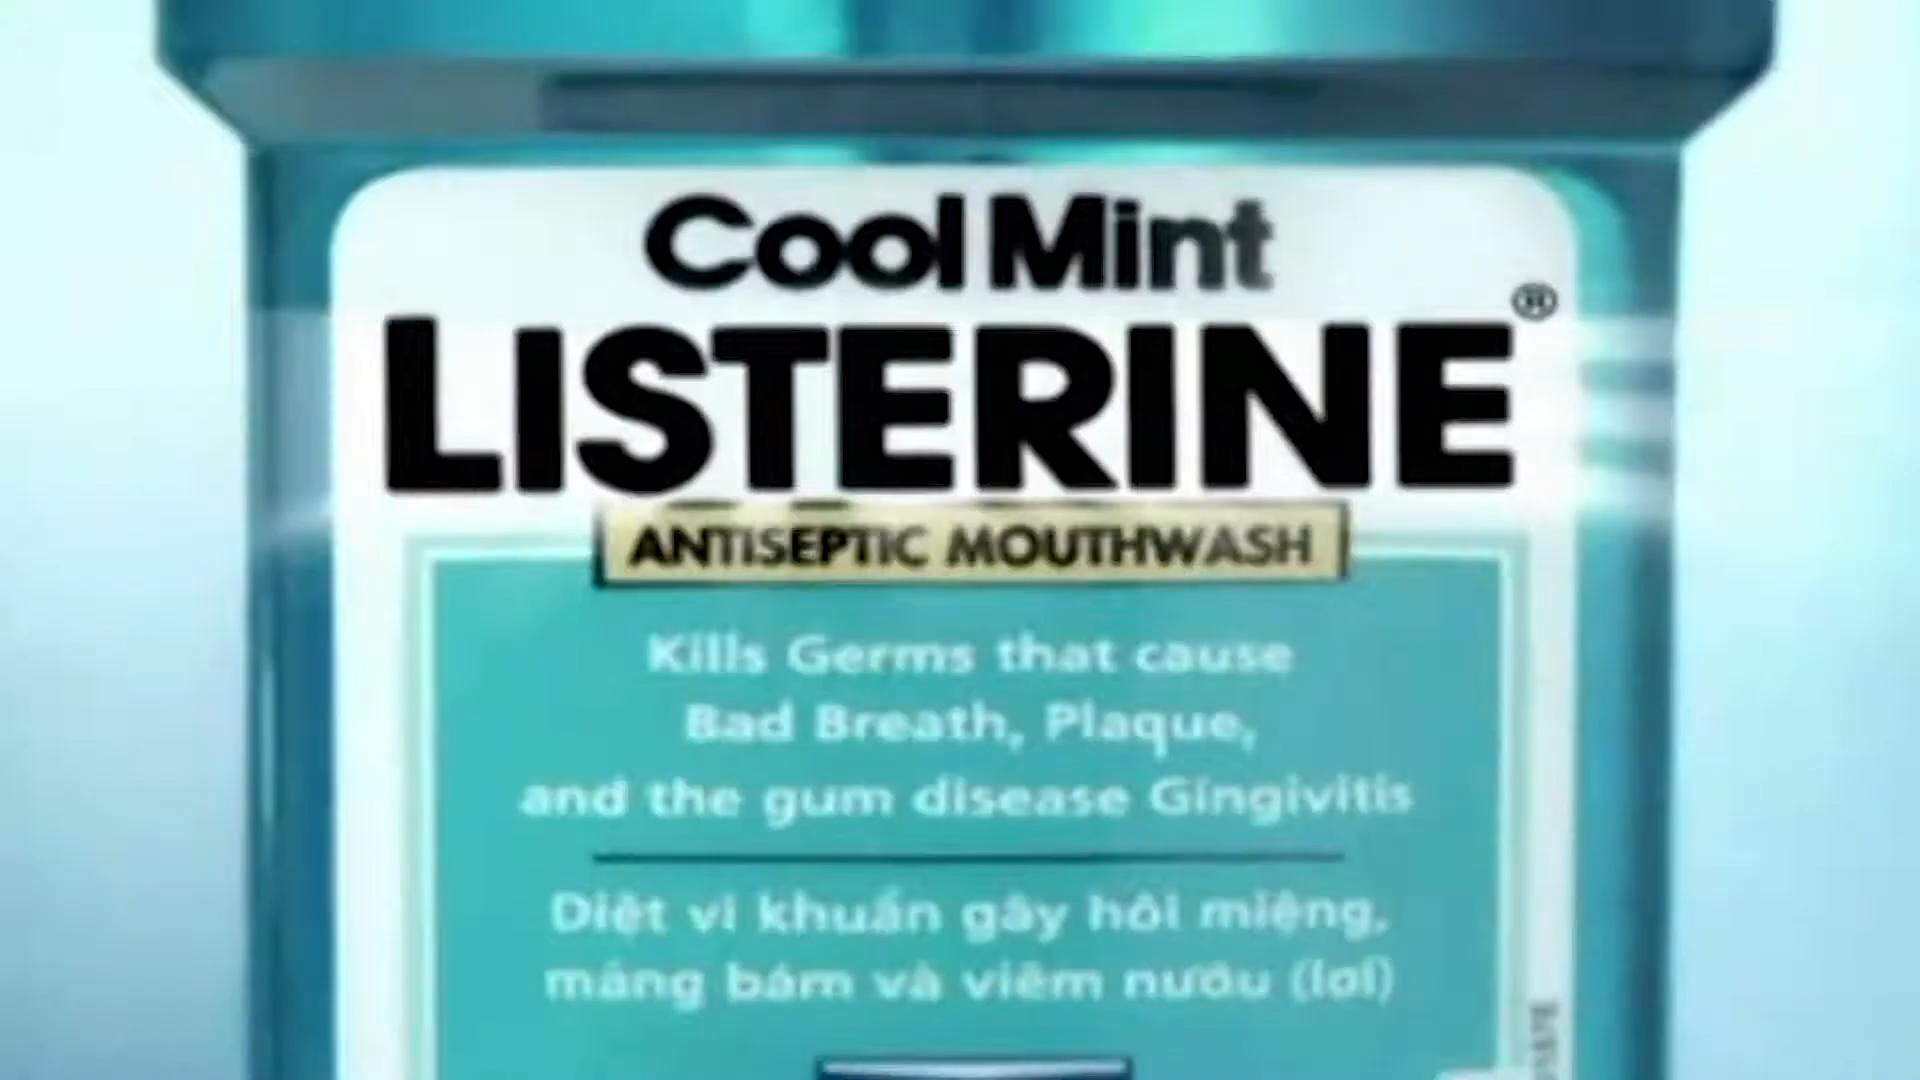 Cool Mint
LISTERINE®
ANTISEPTIC MOUTHWASH
Kills Germs that cause
Bad Breath, Plaque,
and the gum disease Gingivitis
Diệt vi khuẩn gây hôi miệng,
mảng bám và viêm nướu (lợi)